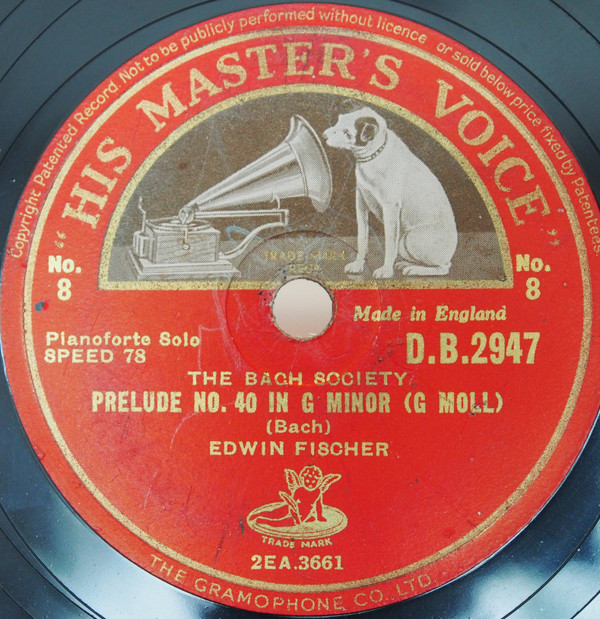 Copyright Patented Record. Not to be publicly performed without licence or sold below price fixed by Patentees.
"HIS MASTER'S VOICE"
TRADE MARK
No.
8
No.
8
Made in England
Pianoforte Solo
SPEED 78
D.B.2947
THE BACH SOCIETY
PRELUDE NO. 40 IN G MINOR (G MOLL)
(Bach)
EDWIN FISCHER
TRADE MARK
2EA.3661
THE GRAMOPHONE CO. LTD